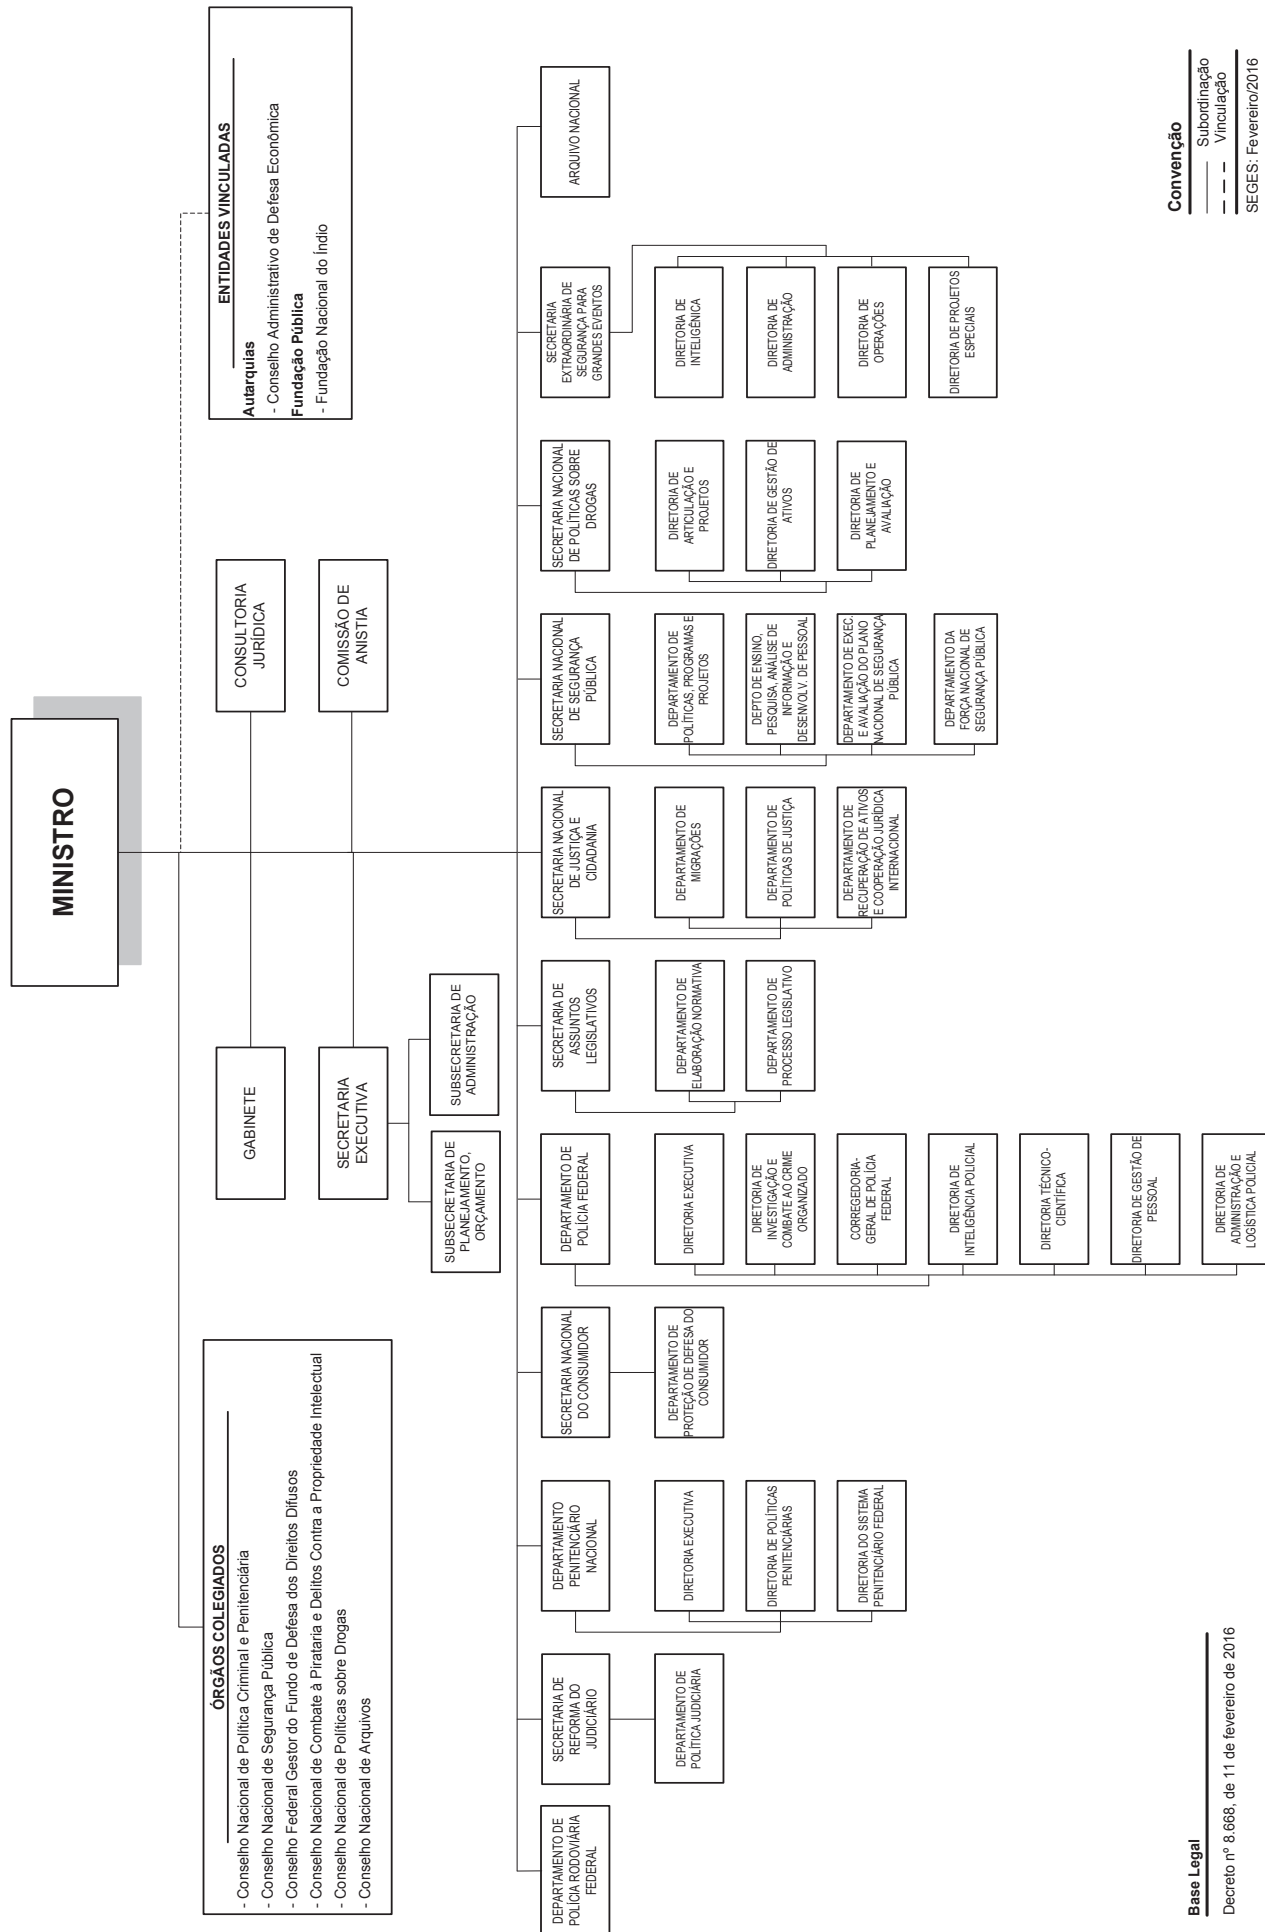 MINISTRO
ÓRGÃOS COLEGIADOS
- Conselho Nacional de Política Criminal e Penitenciária
- Conselho Nacional de Segurança Pública
- Conselho Federal Gestor do Fundo de Defesa dos Direitos Difusos
- Conselho Nacional de Combate à Pirataria e Delitos Contra a Propriedade Intelectual
- Conselho Nacional de Políticas sobre Drogas
- Conselho Nacional de Arquivos
GABINETE
CONSULTORIA
JURÍDICA
ENTIDADES VINCULADAS
Autarquias
- Conselho Administrativo de Defesa Econômica
Fundação Pública
- Fundação Nacional do Índio
SECRETARIA
EXECUTIVA
COMISSÃO DE
ANISTIA
SUBSECRETARIA DE
PLANEJAMENTO,
ORÇAMENTO
SUBSECRETARIA DE
ADMINISTRAÇÃO
DEPARTAMENTO DE
POLÍCIA RODOVIÁRIA
FEDERAL
SECRETARIA DE
REFORMA DO
JUDICIÁRIO
DEPARTAMENTO DE
POLÍTICA JUDICIÁRIA
DEPARTAMENTO
PENITENCIÁRIO
NACIONAL
DIRETORIA EXECUTIVA
DIRETORIA DE POLÍTICAS
PENITENCIÁRIAS
DIRETORIA DO SISTEMA
PENITENCIÁRIO FEDERAL
SECRETARIA NACIONAL
DO CONSUMIDOR
DEPARTAMENTO DE
PROTEÇÃO DE DEFESA DO
CONSUMIDOR
DEPARTAMENTO DE
POLÍCIA FEDERAL
DIRETORIA EXECUTIVA
DIRETORIA DE
INVESTIGAÇÃO E
COMBATE AO CRIME
ORGANIZADO
CORREGEDORIA-
GERAL DE POLÍCIA
FEDERAL
DIRETORIA DE
INTELIGÊNCIA POLICIAL
DIRETORIA TÉCNICO-
CIENTÍFICA
DIRETORIA DE GESTÃO DE
PESSOAL
DIRETORIA DE
ADMINISTRAÇÃO E
LOGÍSTICA POLICIAL
SECRETARIA DE
ASSUNTOS
LEGISLATIVOS
DEPARTAMENTO DE
ELABORAÇÃO NORMATIVA
DEPARTAMENTO DE
PROCESSO LEGISLATIVO
SECRETARIA NACIONAL
DE JUSTIÇA E
CIDADANIA
DEPARTAMENTO DE
MIGRAÇÕES
DEPARTAMENTO DE
POLÍTICAS DE JUSTIÇA
DEPARTAMENTO DE
RECUPERAÇÃO DE ATIVOS
E COOPERAÇÃO JURÍDICA
INTERNACIONAL
SECRETARIA NACIONAL
DE SEGURANÇA
PÚBLICA
DEPARTAMENTO DE
POLÍTICAS, PROGRAMAS E
PROJETOS
DEPTO DE ENSINO,
PESQUISA, ANÁLISE DE
INFORMAÇÃO E
DESENVOLV. DE PESSOAL
DEPARTAMENTO DE EXEC.
E AVALIAÇÃO DO PLANO
NACIONAL DE SEGURANÇA
PÚBLICA
DEPARTAMENTO DA
FORÇA NACIONAL DE
SEGURANÇA PÚBLICA
SECRETARIA NACIONAL
DE POLÍTICAS SOBRE
DROGAS
DIRETORIA DE
ARTICULAÇÃO E
PROJETOS
DIRETORIA DE GESTÃO DE
ATIVOS
DIRETORIA DE
PLANEJAMENTO E
AVALIAÇÃO
SECRETARIA
EXTRAORDINÁRIA DE
SEGURANÇA PARA
GRANDES EVENTOS
DIRETORIA DE
INTELIGÊNICA
DIRETORIA DE
ADMINISTRAÇÃO
DIRETORIA DE
OPERAÇÕES
DIRETORIA DE PROJETOS
ESPECIAIS
ARQUIVO NACIONAL
Base Legal
Decreto nº 8.668, de 11 de fevereiro de 2016
Convenção
Subordinação
Vinculação
SEGES: Fevereiro/2016